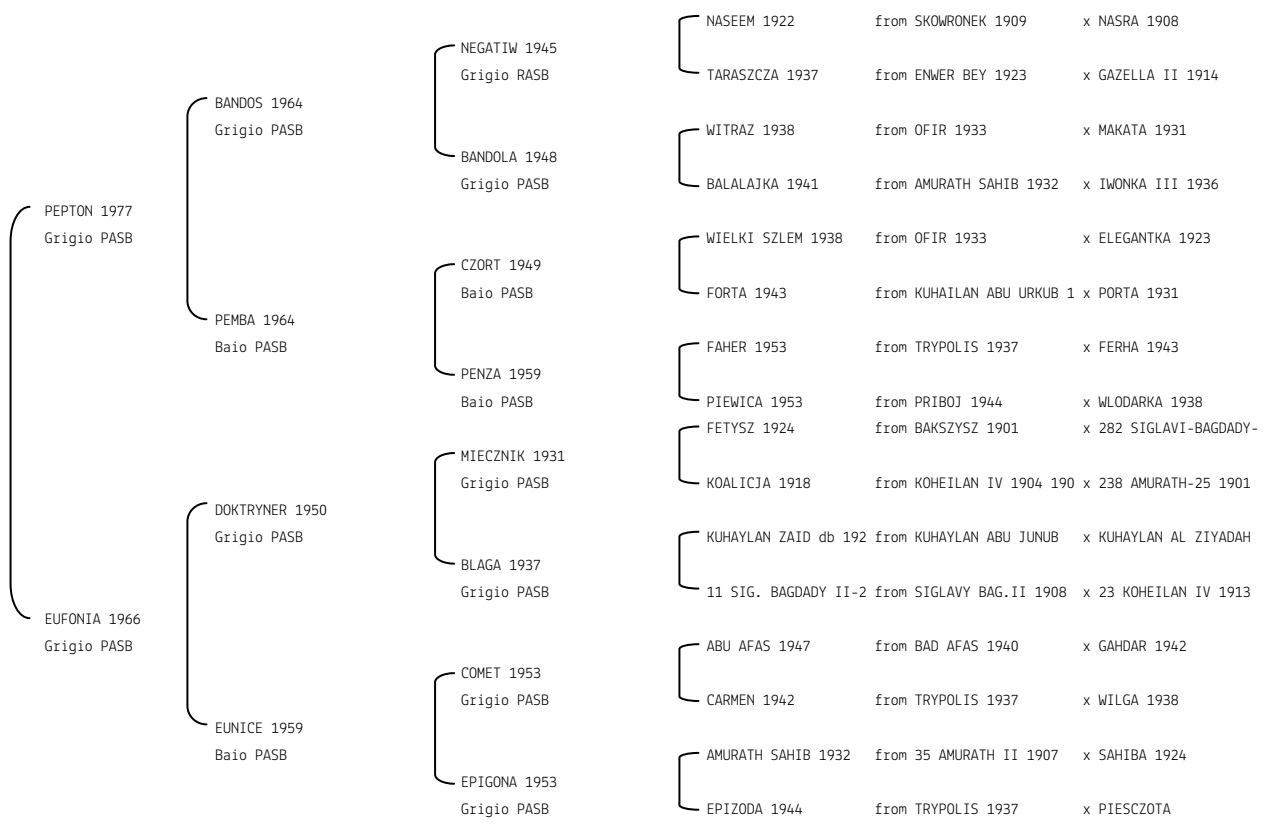 NASEEM 1922 from SKOWRONEK 1909 x NASRA 1908
NEGATIW 1945
Grigio RASB
TARASZCZA 1937 from ENWER BEY 1923 x GAZELLA II 1914
BANDOS 1964
Grigio PASB
WITRAZ 1938 from OFIR 1933 x MAKATA 1931
BANDOLA 1948
Grigio PASB
BALALAJKA 1941 from AMURATH SAHIB 1932 x IWONKA III 1936
PEPTON 1977
Grigio PASB
WIELKI SZLEM 1938 from OFIR 1933 x ELEGANTKA 1923
CZORT 1949
Baio PASB
FORTA 1943 from KUHAILAN ABU URKUB 1 x PORTA 1931
PEMBA 1964
Baio PASB
FAHER 1953 from TRYPOLIS 1937 x FERHA 1943
PENZA 1959
Baio PASB
PIEWICA 1953 from PRIBOJ 1944 x WLODARKA 1938
FETYSZ 1924 from BAKSZYSZ 1901 x 282 SIGLAVI-BAGDADY-
MIECZNIK 1931
Grigio PASB
KOALICJA 1918 from KOHEILAN IV 1904 190 x 238 AMURATH-25 1901
DOKTRYNER 1950
Grigio PASB
KUHAYLAN ZAID db 192 from KUHAYLAN ABU JUNUB x KUHAYLAN AL ZIYADAH
BLAGA 1937
Grigio PASB
11 SIG. BAGDADY II-2 from SIGLAVY BAG.II 1908 x 23 KOHEILAN IV 1913
EUFONIA 1966
Grigio PASB
ABU AFAS 1947 from BAD AFAS 1940 x GAHDAR 1942
COMET 1953
Grigio PASB
CARMEN 1942 from TRYPOLIS 1937 x WILGA 1938
EUNICE 1959
Baio PASB
AMURATH SAHIB 1932 from 35 AMURATH II 1907 x SAHIBA 1924
EPIGONA 1953
Grigio PASB
EPIZODA 1944 from TRYPOLIS 1937 x PIESCZOTA